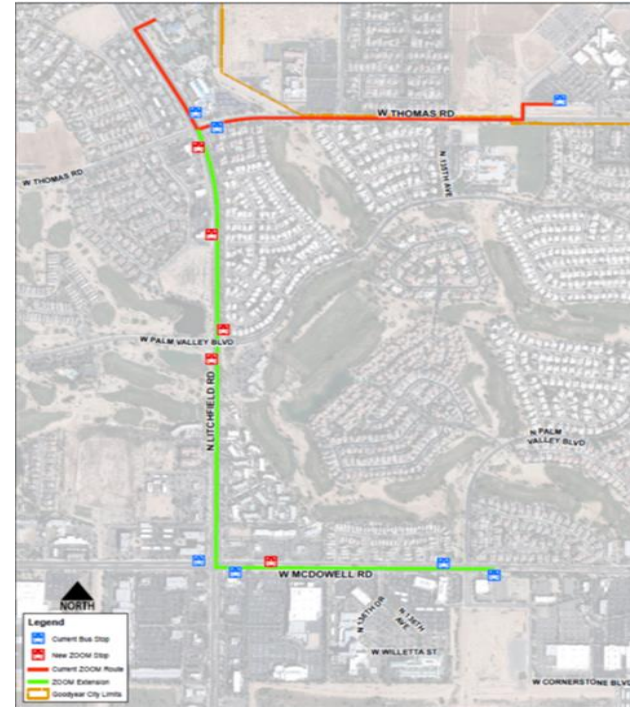 W THOMAS RD
N 135TH AVE
W THOMAS RD
W PALM VALLEY BLVD
N LITCHFIELD RD
N PALM
VALLEY BLVD
W MCDOWELL RD
NORTH
N 138TH DR
N 136TH
AVE
W WILLETTA ST
W CORNERSTONE BLVD
Legend
Current Bus Stop
New ZOOM Stop
Current ZOOM Route
ZOOM Extension
Goodyear City Limits